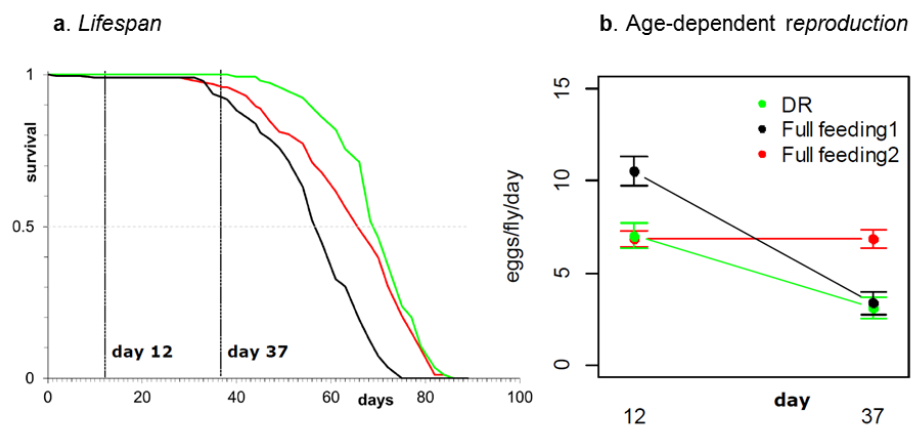 a. Lifespan
1
0.5
0
survival
day 12
day 37
0
20
40
60
days
80
100
b. Age-dependent reproduction
15
10
5
0
eggs/fly/day
DR
Full feeding1
Full feeding2
day
12
37